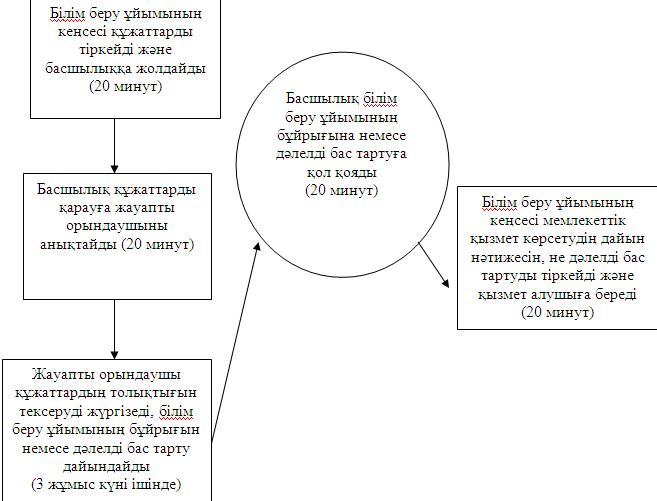 Білім беру ұйымының
кеңсесі құжаттарды
тіркейді және
басшылыққа жолдайды
(20 минут)
Басшылық құжаттарды
қарауға жауапты
орындаушыны
анықтайды (20 минут)
Жауапты орындаушы
құжаттардың толықтығын
тексеруді жүргізеді, білім
беру ұйымының бұйрығын
немесе дәлелді бас тарту
дайындайды
(3 жұмыс күні ішінде)
Басшылық білім
беру ұйымының
бұйрығына немесе
дәлелді бас тартуға
қол қояды
(20 минут)
Білім беру ұйымының
кеңсесі мемлекеттік
қызмет көрсетудің дайын
нәтижесін, не дәлелді бас
тартуды тіркейді және
қызмет алушыға береді
(20 минут)